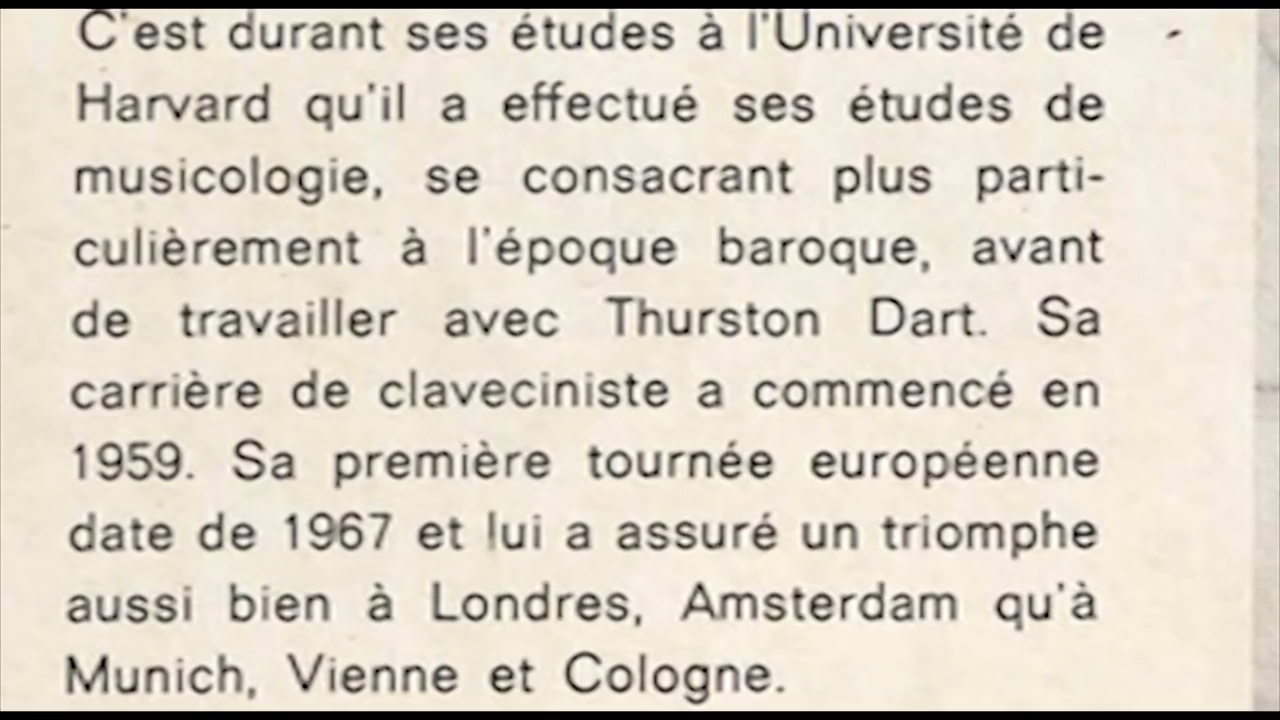 C'est durant ses études à l'Université de
Harvard qu'il a effectué ses études de
musicologie, se consacrant plus parti-
culièrement à l'époque baroque, avant
de travailler avec Thurston Dart. Sa
carrière de claveciniste a commencé en
1959. Sa première tournée européenne
date de 1967 et lui a assuré un triomphe
aussi bien à Londres, Amsterdam qu'à
Munich, Vienne et Cologne.